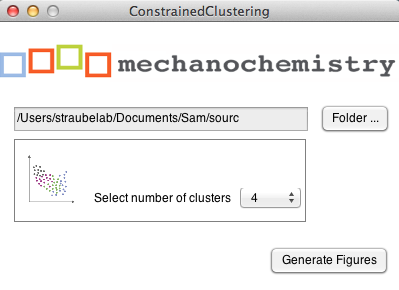 ConstrainedClustering
mechanochemistry
/Users/straubelab/Documents/Sam/sourc
Folder ...
Select number of clusters 4
Generate Figures